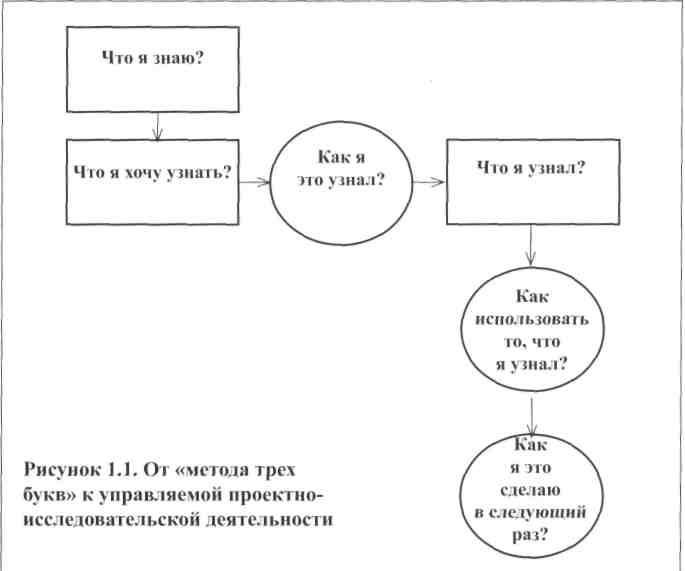 Что я знаю?
Что я хочу узнать?
Как я
это узнал?
Что я узнал?
Как
использовать
то, что
я узнал?
Как
я это
сделаю
в следующий
раз?
Рисунок 1.1. От «метода трех
букв» к управляемой проектно-
исследовательской деятельности